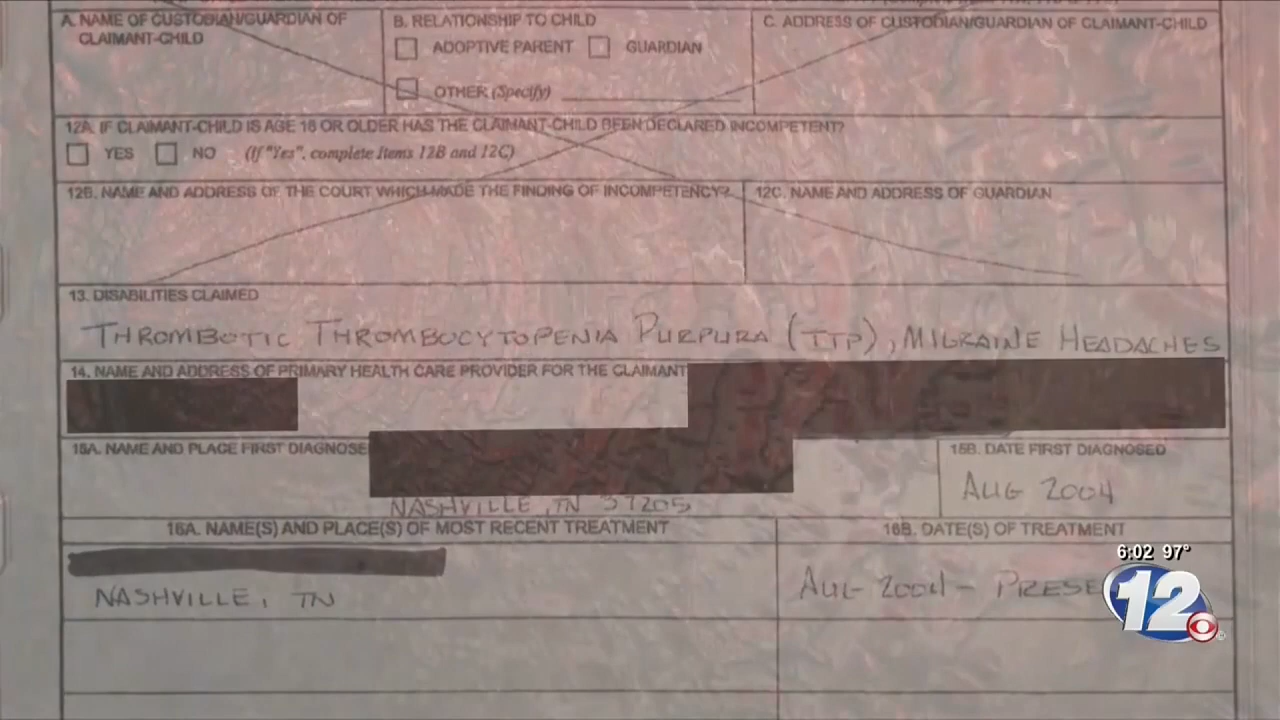 A. NAME OF CUSTODIAN/GUARDIAN OF
CLAIMANT-CHILD
B. RELATIONSHIP TO CHILD
ADOPTIVE PARENT GUARDIAN
OTHER (Specify)
C. ADDRESS OF CUSTODIAN/GUARDIAN OF CLAIMANT-CHILD
12A. IF CLAIMANT-CHILD IS AGE 18 OR OLDER HAS THE CLAIMANT-CHILD BEEN DECLARED INCOMPETENT?
YES NO (If "Yes", complete Items 12B and 12C)
12B. NAME AND ADDRESS OF THE COURT WHICH MADE THE FINDING OF INCOMPETENCY?
12C. NAME AND ADDRESS OF GUARDIAN
13. DISABILITIES CLAIMED
THROMBOTIC THROMBOCYTOPENIA PURPURA (TTP), MIGRAINE HEADACHES
14. NAME AND ADDRESS OF PRIMARY HEALTH CARE PROVIDER FOR THE CLAIMANT
15A. NAME AND PLACE FIRST DIAGNOSE
NASHVILLE, TN 37205
15B. DATE FIRST DIAGNOSED
AUG 2004
16A. NAME(S) AND PLACE(S) OF MOST RECENT TREATMENT
16B. DATE(S) OF TREATMENT
NASHVILLE, TN
AUG 2004 - PRESE
6:02 97°
12